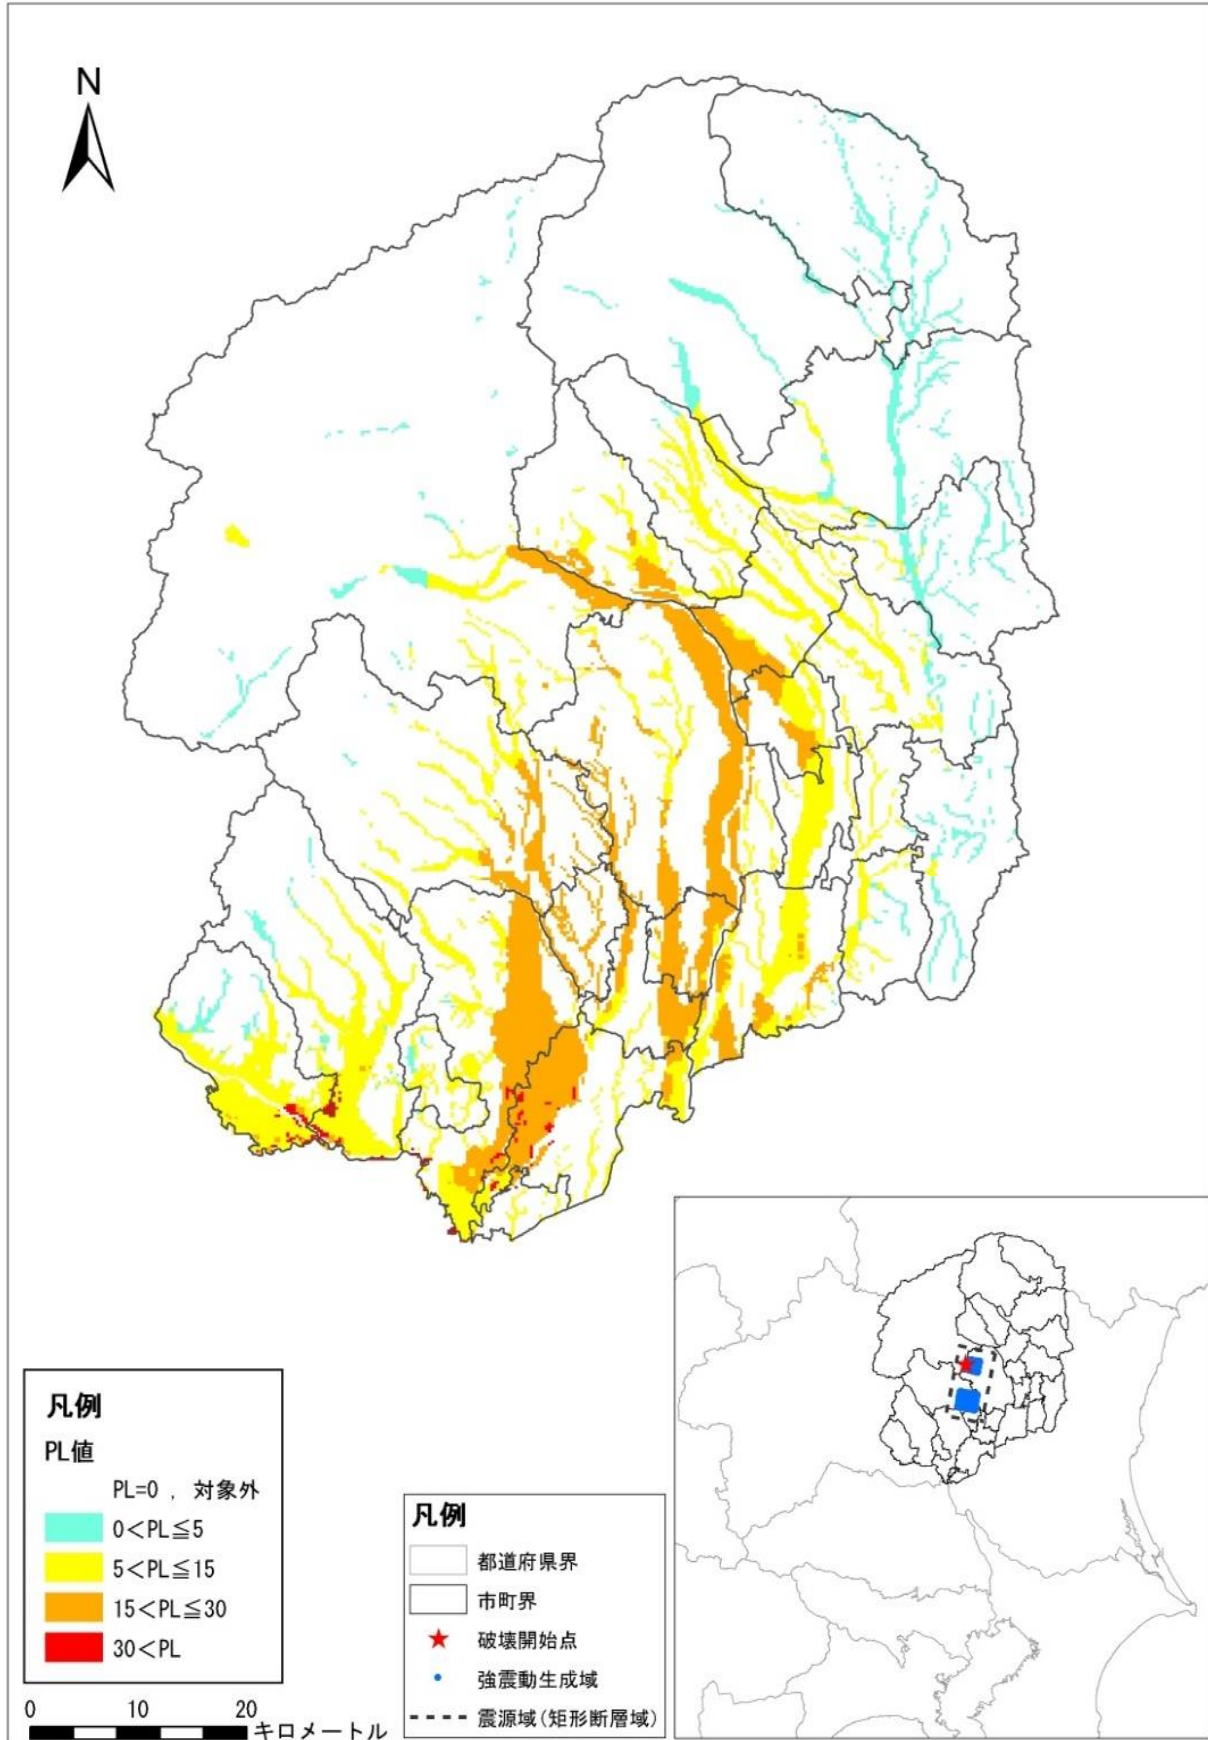 N
凡例
PL値
PL=0 , 対象外
0<PL≦5
5<PL≦15
15<PL≦30
30<PL
0 10 20
キロメートル
凡例
都道府県界
市町界
破壊開始点
強震動生成域
震源域(矩形断層域)